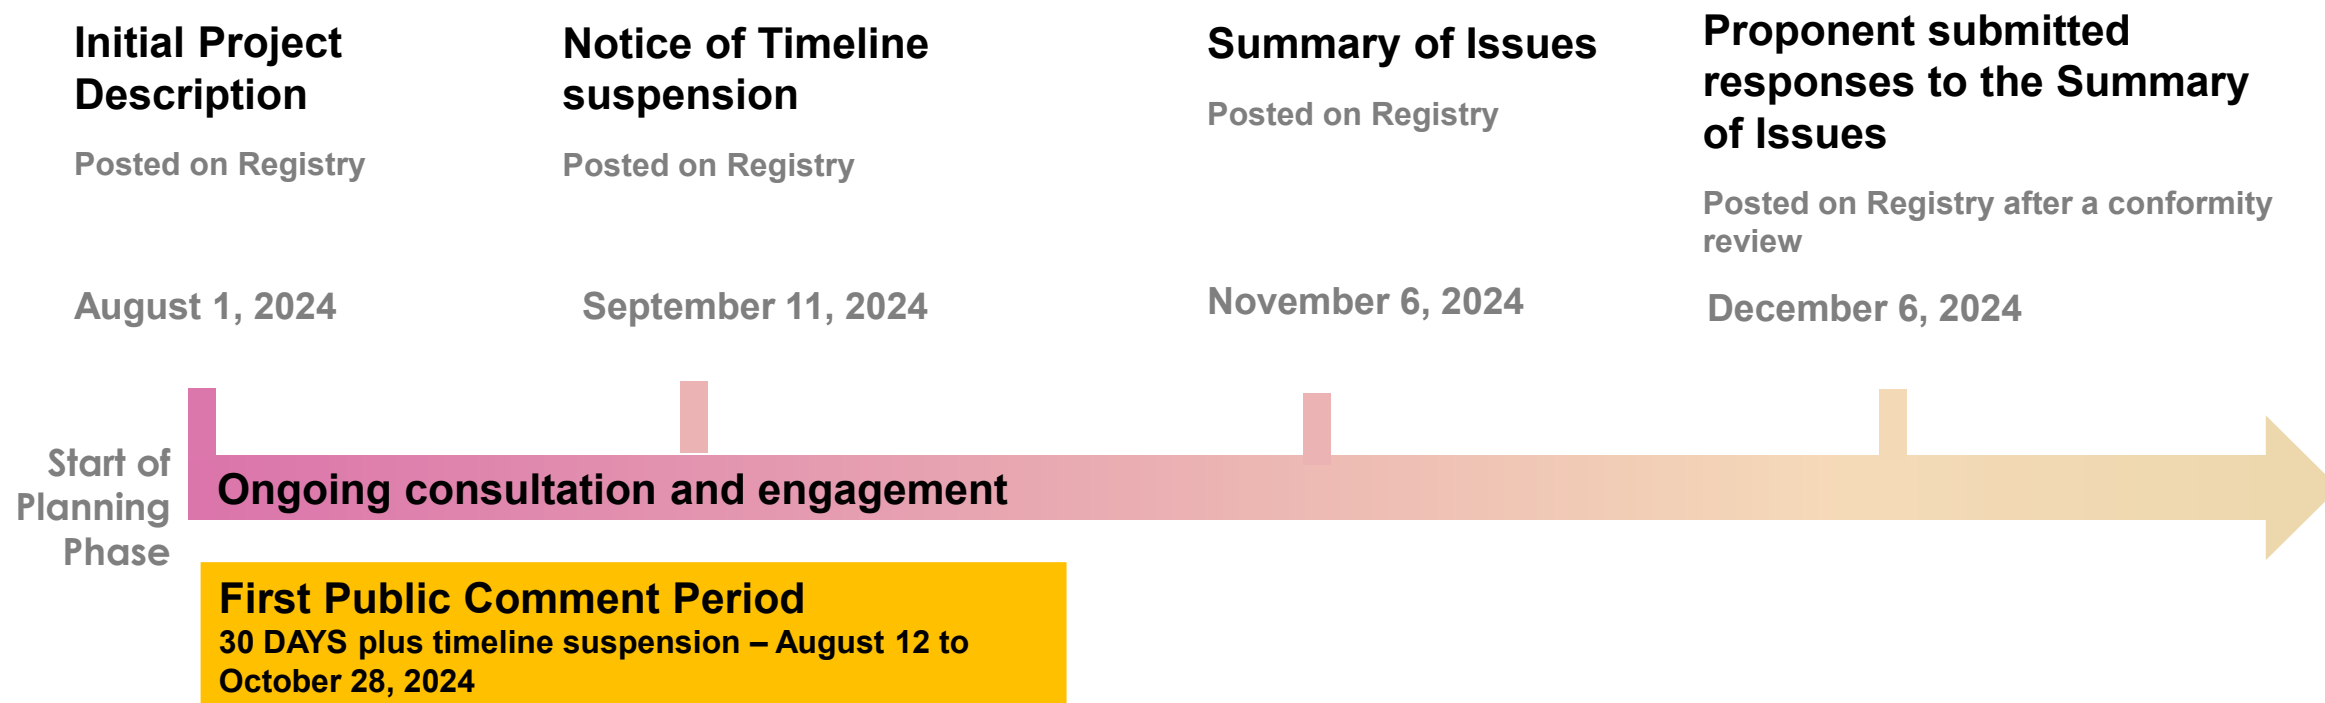 Initial Project
Description
Posted on Registry
August 1, 2024
Notice of Timeline
suspension
Posted on Registry
September 11, 2024
Summary of Issues
Posted on Registry
November 6, 2024
Proponent submitted
responses to the Summary
of Issues
Posted on Registry after a conformity
review
December 6, 2024
Start of
Planning
Phase
Ongoing consultation and engagement
First Public Comment Period
30 DAYS plus timeline suspension – August 12 to
October 28, 2024